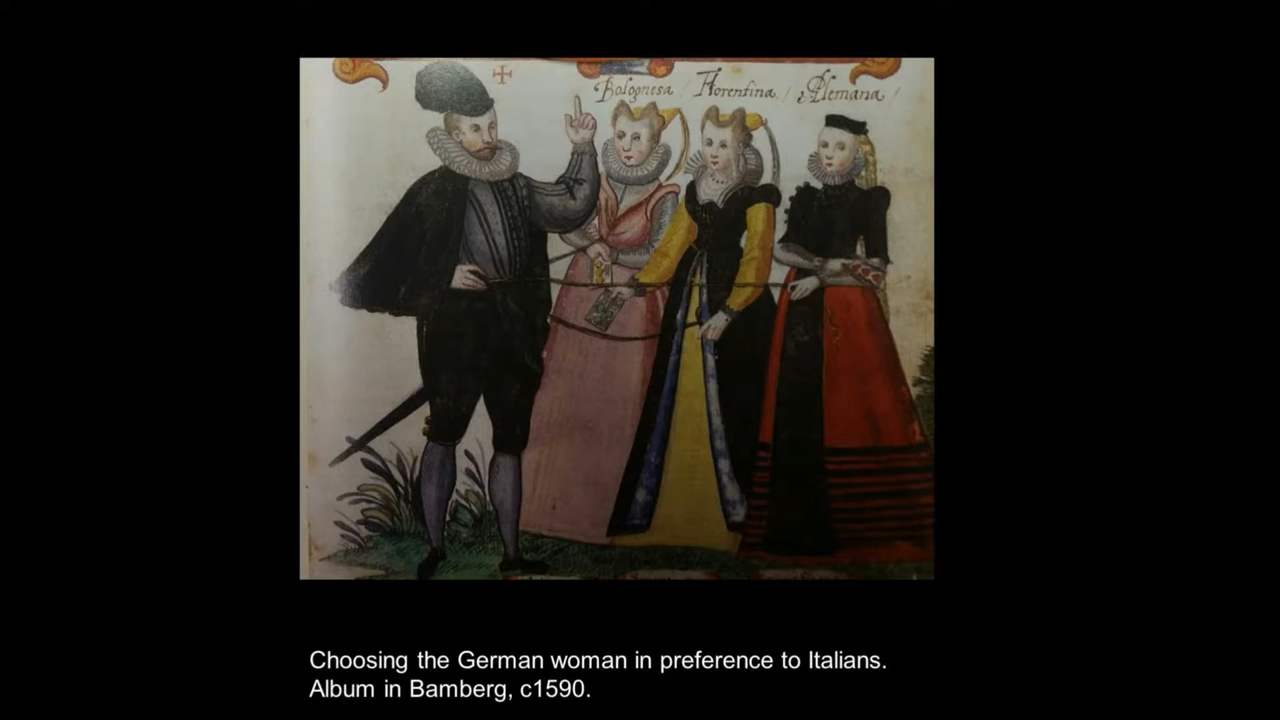 Bolognesa / Florentina / Alemana /
Choosing the German woman in preference to Italians.
Album in Bamberg, c1590.